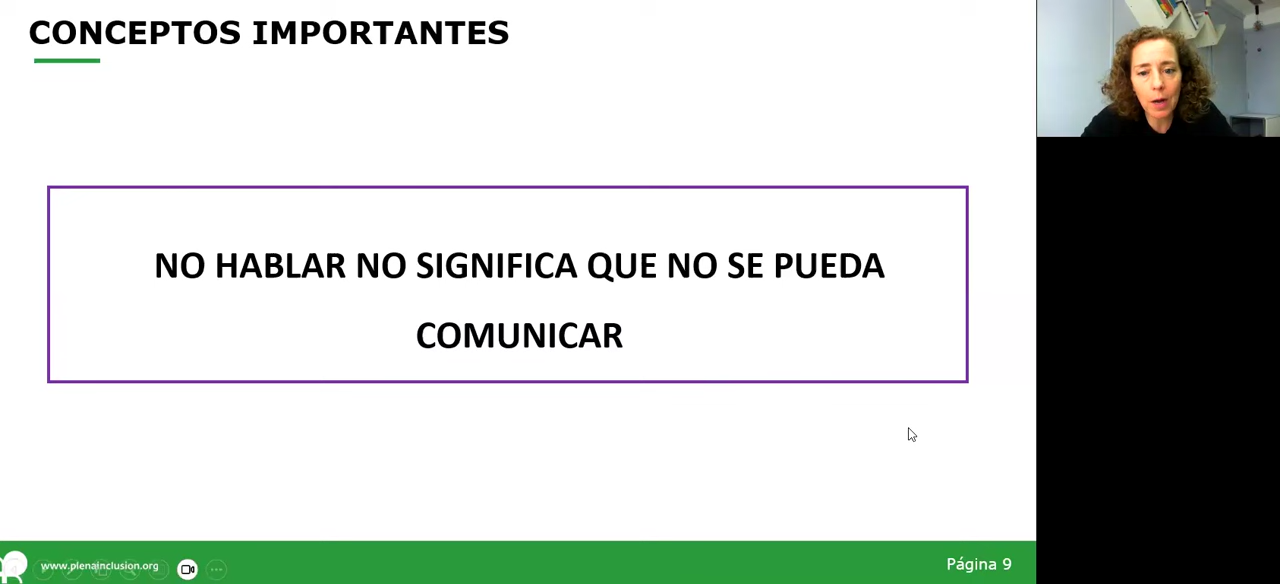 CONCEPTOS IMPORTANTES
NO HABLAR NO SIGNIFICA QUE NO SE PUEDA
COMUNICAR
www.plenainclusion.org
Página 9